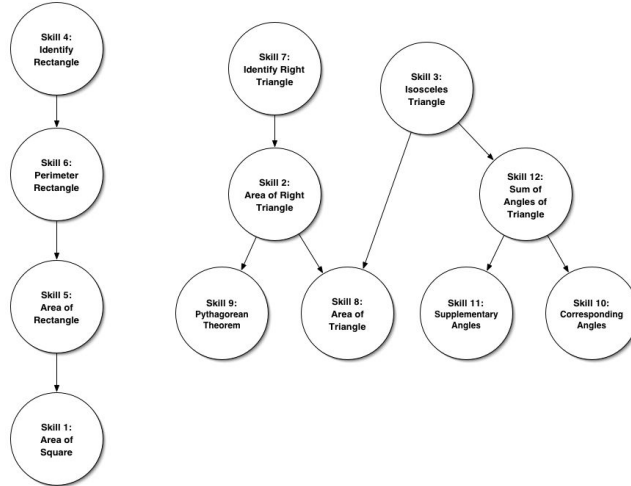 Skill 4:
Identify
Rectangle
Skill 7:
Identify Right
Triangle
Skill 3:
Isosceles
Triangle
Skill 6:
Perimeter
Rectangle
Skill 2:
Area of Right
Triangle
Skill 12:
Sum of
Angles of
Triangle
Skill 5:
Area of
Rectangle
Skill 9:
Pythagorean
Theorem
Skill 8:
Area of
Triangle
Skill 11:
Supplementary
Angles
Skill 10:
Corresponding
Angles
Skill 1:
Area of
Square